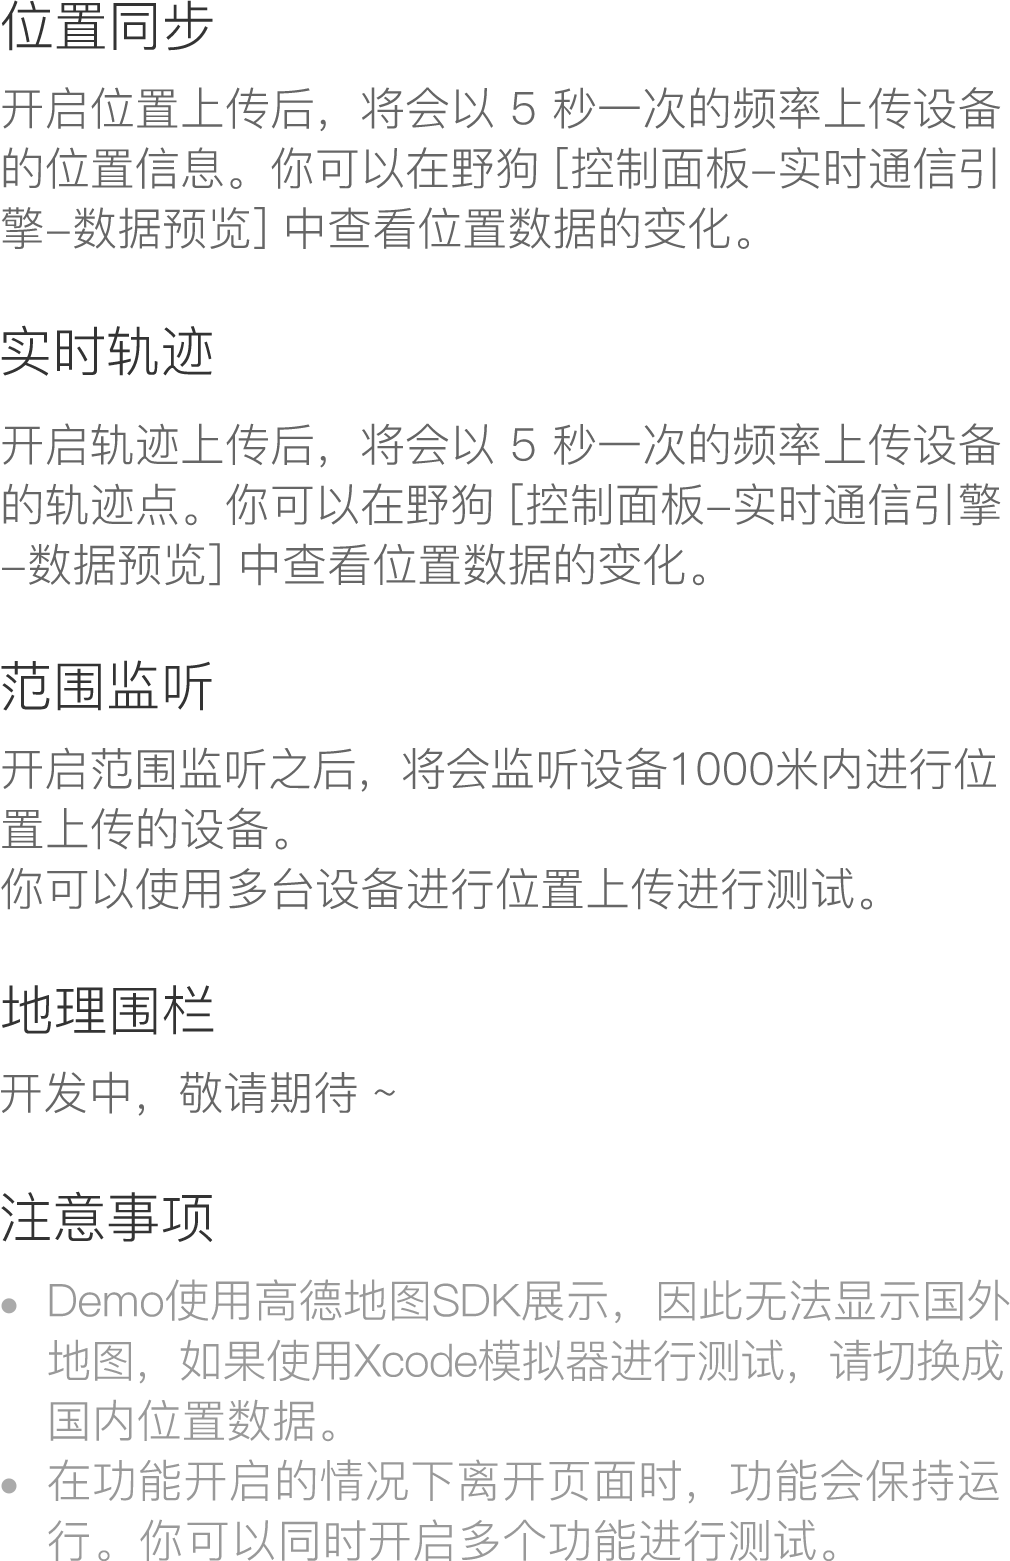 位置同步
开启位置上传后，将会以 5 秒一次的频率上传设备
的位置信息。你可以在野狗 [控制面板-实时通信引
擎-数据预览] 中查看位置数据的变化。
实时轨迹
开启轨迹上传后，将会以 5 秒一次的频率上传设备
的轨迹点。你可以在野狗 [控制面板-实时通信引擎
-数据预览] 中查看位置数据的变化。
范围监听
开启范围监听之后，将会监听设备1000米内进行位
置上传的设备。
你可以使用多台设备进行位置上传进行测试。
地理围栏
开发中，敬请期待 ~
注意事项
• Demo使用高德地图SDK展示，因此无法显示国外
地图，如果使用Xcode模拟器进行测试，请切换成
国内位置数据。
• 在功能开启的情况下离开页面时，功能会保持运
行。你可以同时开启多个功能进行测试。